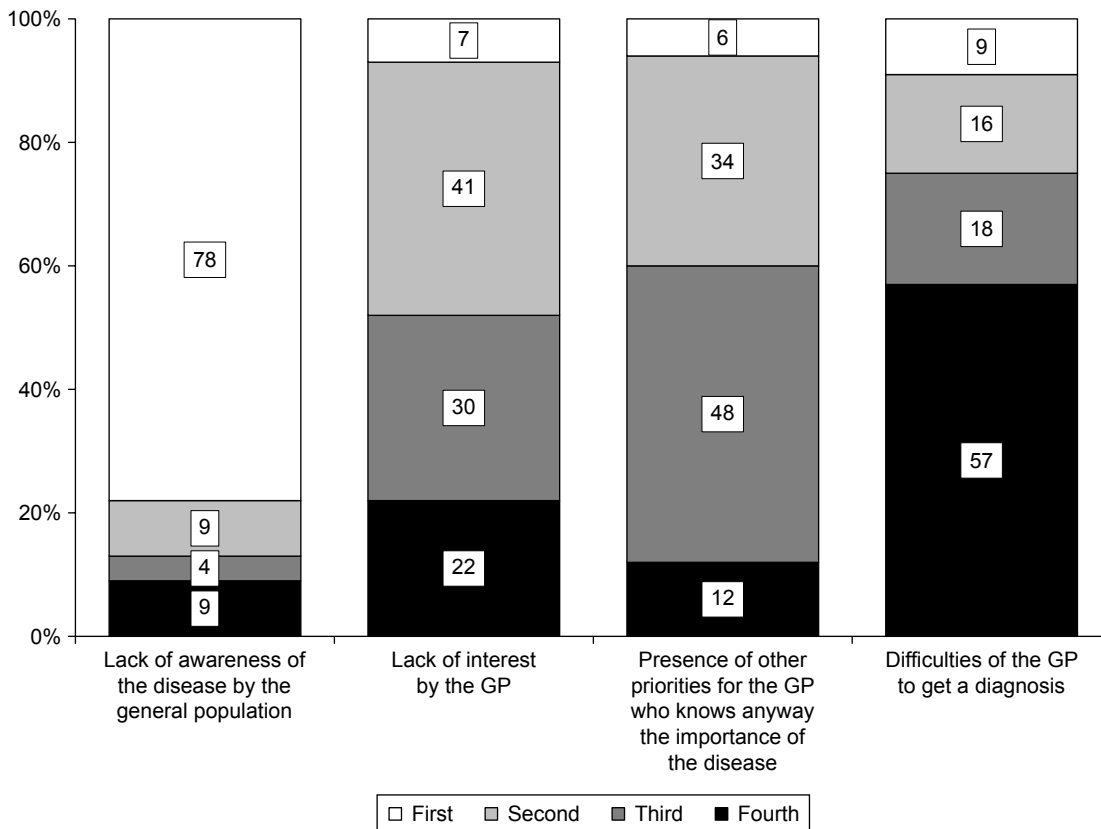 100%
80%
60%
40%
20%
0%
78
9
4
9
7
41
30
22
6
34
48
12
9
16
18
57
Lack of awareness of
the disease by the
general population
Lack of interest
by the GP
Presence of other
priorities for the GP
who knows anyway
the importance of
the disease
Difficulties of the GP
to get a diagnosis
First Second Third Fourth